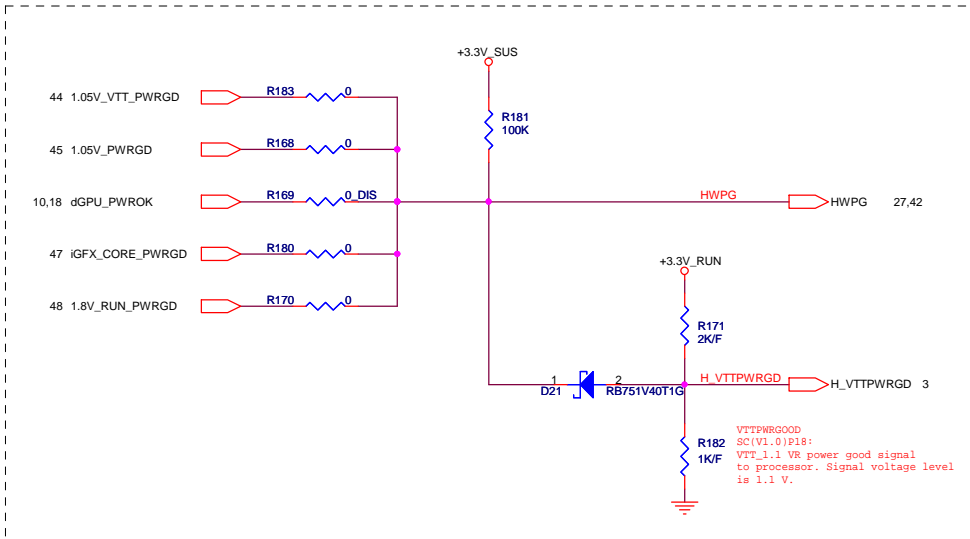 +3.3V_SUS
44 1.05V_VTT_PWRGD R183 0
R181
100K
45 1.05V_PWRGD R168 0
10,18 dGPU_PWROK R169 0_DIS HWPG HWPG 27,42
47 iGFX_CORE_PWRGD R180 0
+3.3V_RUN
48 1.8V_RUN_PWRGD R170 0
R171
2K/F
1 2 H_VTTPWRGD H_VTTPWRGD 3
D21 RB751V40T1G
R182
1K/F
VTTPWRGOOD
SC(V1.0)P18:
VTT_1.1 VR power good signal
to processor. Signal voltage level
is 1.1 V.